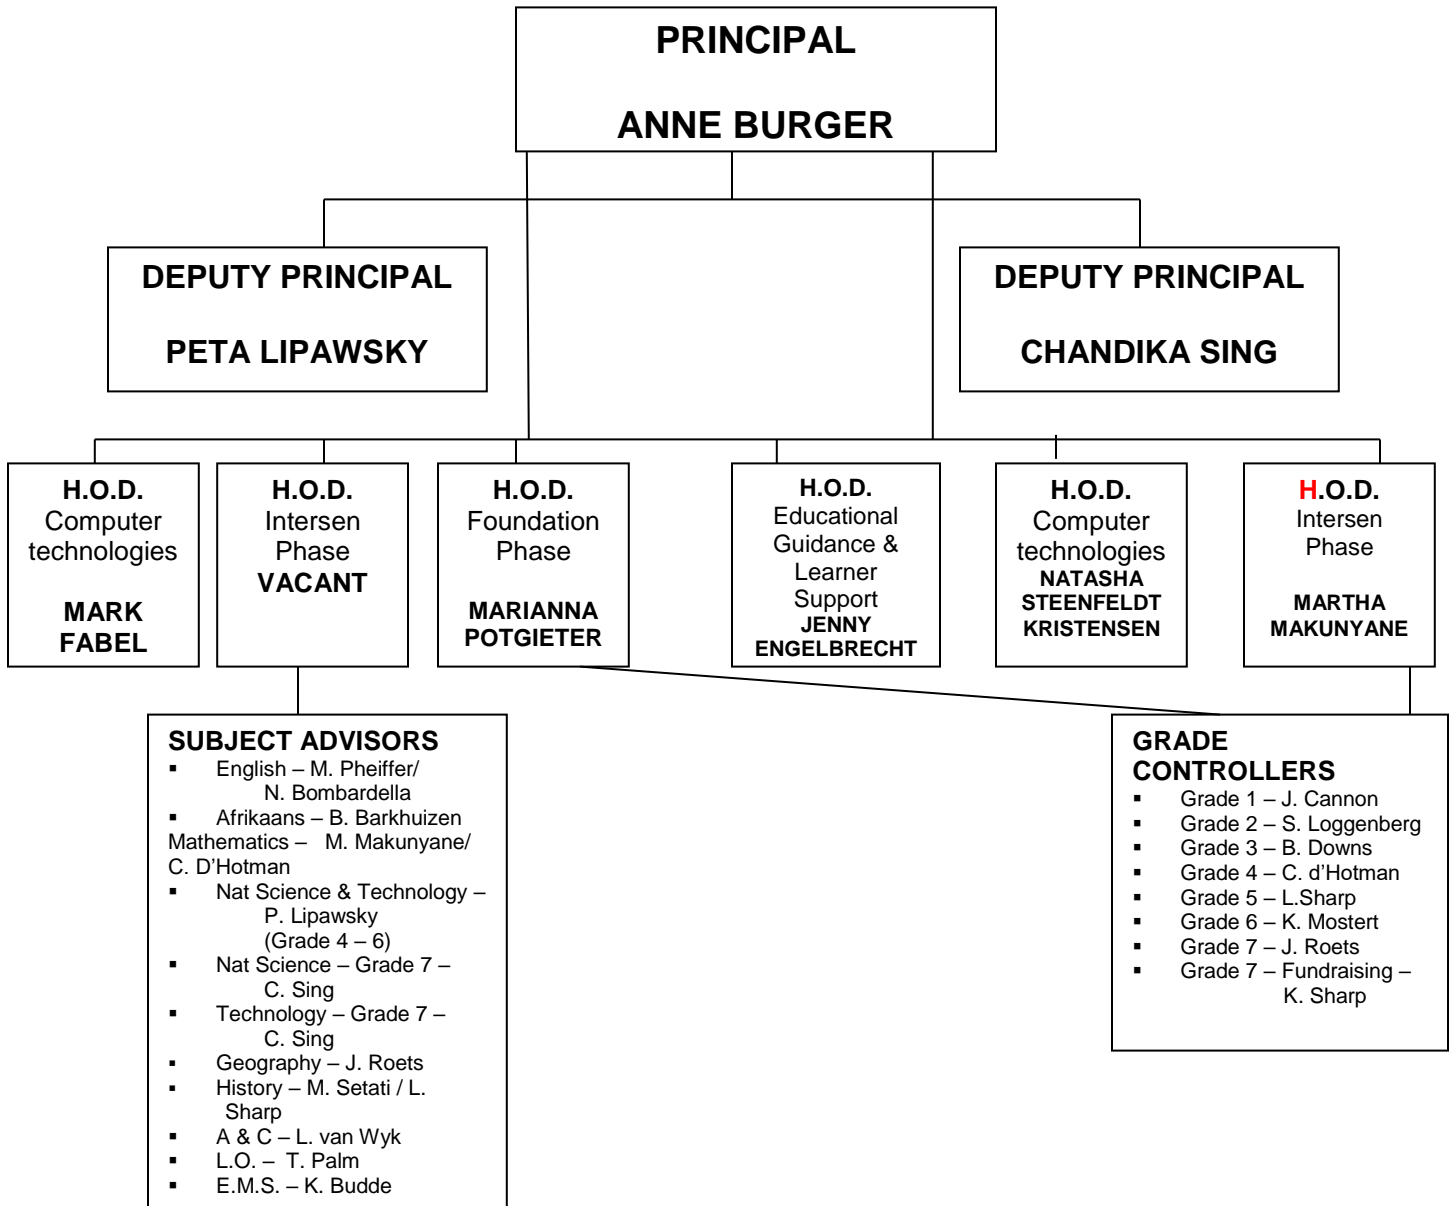 PRINCIPAL
ANNE BURGER
DEPUTY PRINCIPAL
PETA LIPAWSKY
DEPUTY PRINCIPAL
CHANDIKA SING
H.O.D.
Computer
technologies
MARK
FABEL
H.O.D.
Intersen
Phase
VACANT
H.O.D.
Foundation
Phase
MARIANNA
POTGIETER
H.O.D.
Educational
Guidance &
Learner
Support
JENNY
ENGELBRECHT
H.O.D.
Computer
technologies
NATASHA
STEENFELDT
KRISTENSEN
H.O.D.
Intersen
Phase
MARTHA
MAKUNYANE
SUBJECT ADVISORS
▪ English – M. Pheiffer/
N. Bombardella
▪ Afrikaans – B. Barkhuizen
Mathematics – M. Makunyane/
C. D'Hotman
▪ Nat Science & Technology –
P. Lipawsky
(Grade 4 – 6)
▪ Nat Science – Grade 7 –
C. Sing
▪ Technology – Grade 7 –
C. Sing
▪ Geography – J. Roets
▪ History – M. Setati / L.
Sharp
▪ A & C – L. van Wyk
▪ L.O. – T. Palm
▪ E.M.S. – K. Budde
GRADE
CONTROLLERS
▪ Grade 1 – J. Cannon
▪ Grade 2 – S. Loggenberg
▪ Grade 3 – B. Downs
▪ Grade 4 – C. d'Hotman
▪ Grade 5 – L.Sharp
▪ Grade 6 – K. Mostert
▪ Grade 7 – J. Roets
▪ Grade 7 – Fundraising –
K. Sharp